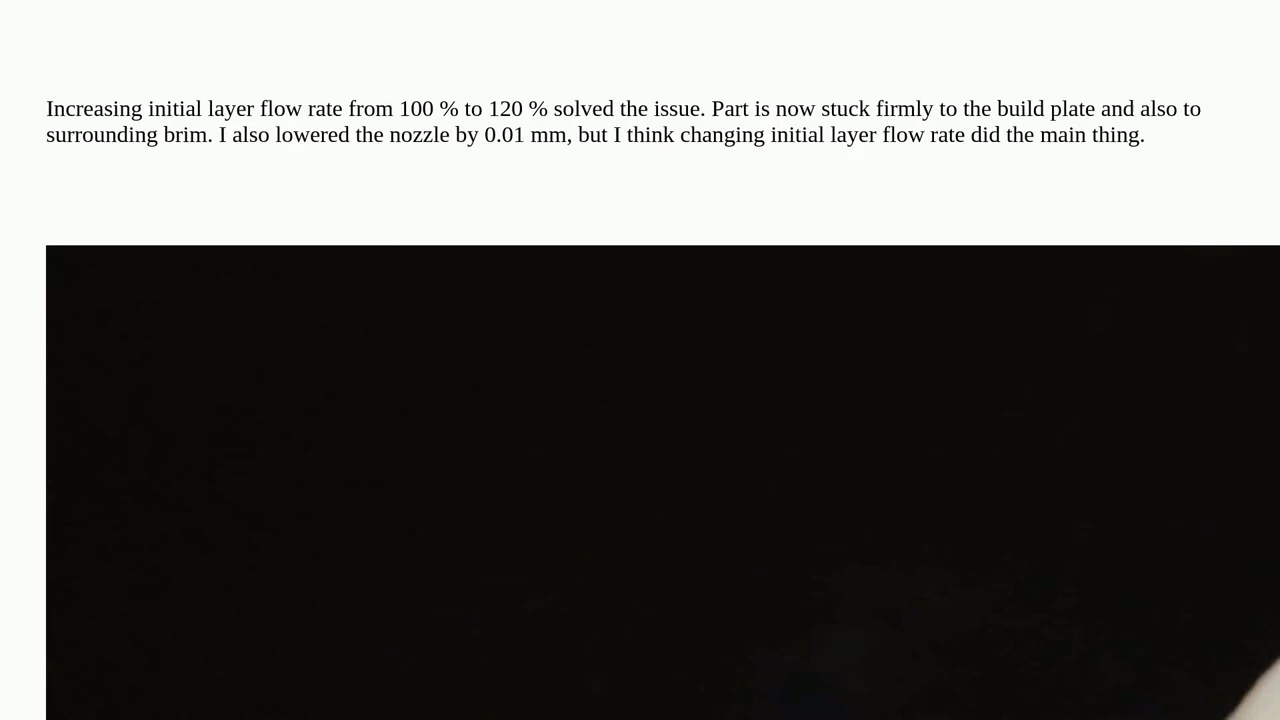 Increasing initial layer flow rate from 100 % to 120 % solved the issue. Part is now stuck firmly to the build plate and also to
surrounding brim. I also lowered the nozzle by 0.01 mm, but I think changing initial layer flow rate did the main thing.